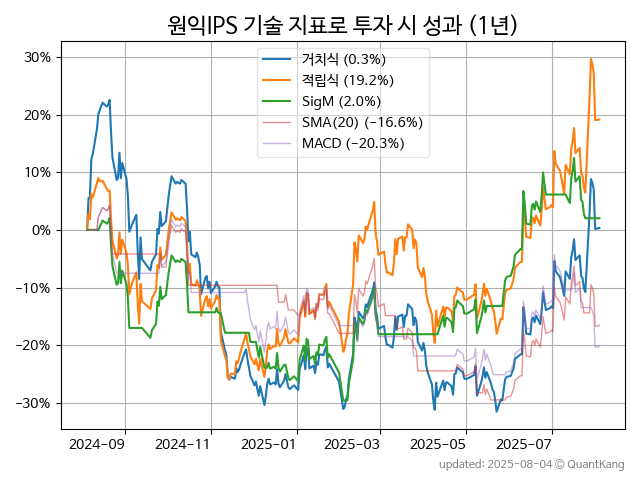 원익IPS 기술 지표로 투자 시 성과 (1년)
거치식 (0.3%)
적립식 (19.2%)
SigM (2.0%)
SMA(20) (−16.6%)
MACD (−20.3%)
30%
20%
10%
0%
−10%
−20%
−30%
2024-09 2024-11 2025-01 2025-03 2025-05 2025-07
updated: 2025-08-04 © QuantKang